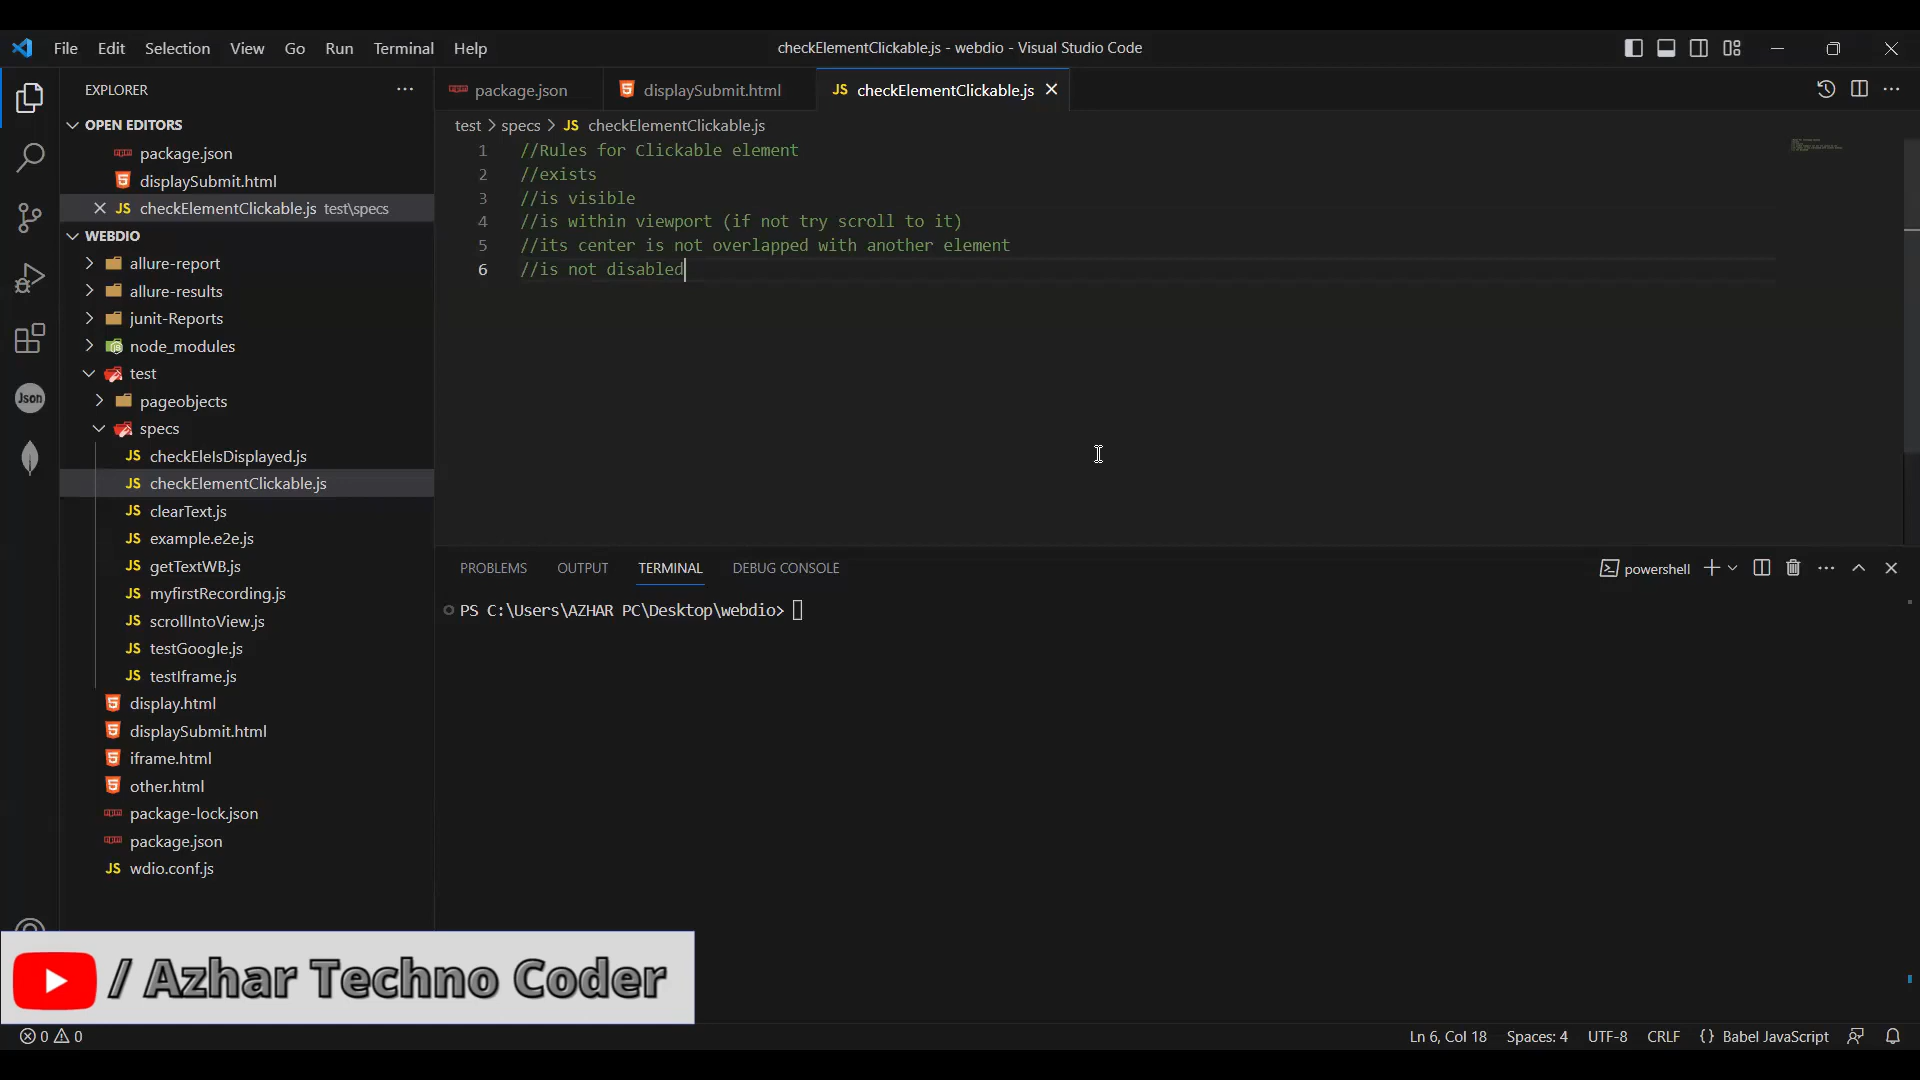 File Edit Selection View Go Run Terminal Help
checkElementClickable.js - webdio - Visual Studio Code
EXPLORER
OPEN EDITORS
package.json
displaySubmit.html
checkElementClickable.js test\specs
WEBDIO
allure-report
allure-results
junit-Reports
node_modules
test
pageobjects
specs
JS checkEleIsDisplayed.js
JS checkElementClickable.js
JS clearText.js
JS example.e2e.js
JS getTextWB.js
JS myfirstRecording.js
JS scrollIntoView.js
JS testGoogle.js
JS testIframe.js
display.html
displaySubmit.html
iframe.html
other.html
package-lock.json
package.json
JS wdio.conf.js
Json
package.json
displaySubmit.html
JS checkElementClickable.js
test > specs > JS checkElementClickable.js
1 //Rules for Clickable element
2 //exists
3 //is visible
4 //is within viewport (if not try scroll to it)
5 //its center is not overlapped with another element
6 //is not disabled
PROBLEMS OUTPUT TERMINAL DEBUG CONSOLE
powershell
PS C:\Users\AZHAR PC\Desktop\webdio>
/ Azhar Techno Coder
0 0
Ln 6, Col 18 Spaces: 4 UTF-8 CRLF {} Babel JavaScript